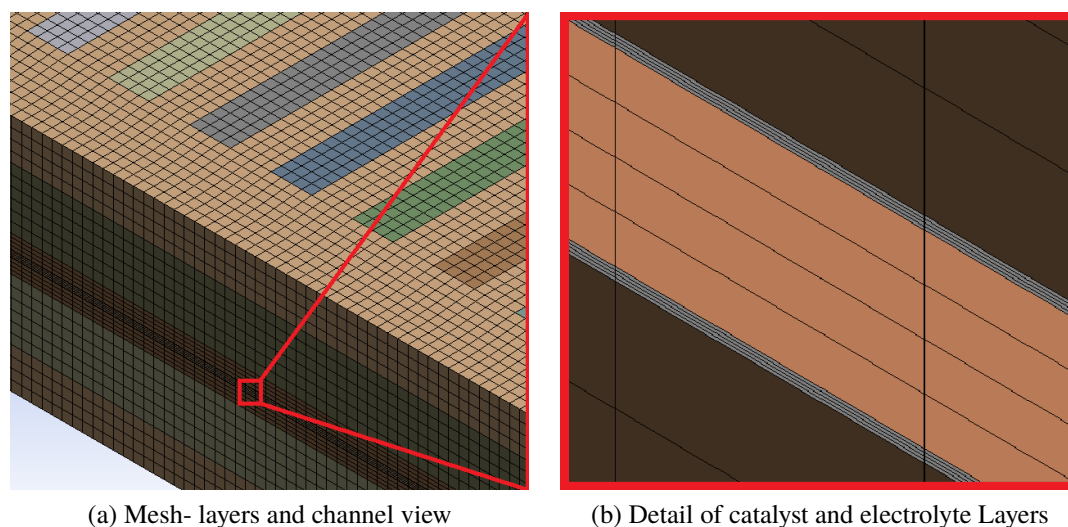 (a) Mesh- layers and channel view
(b) Detail of catalyst and electrolyte Layers